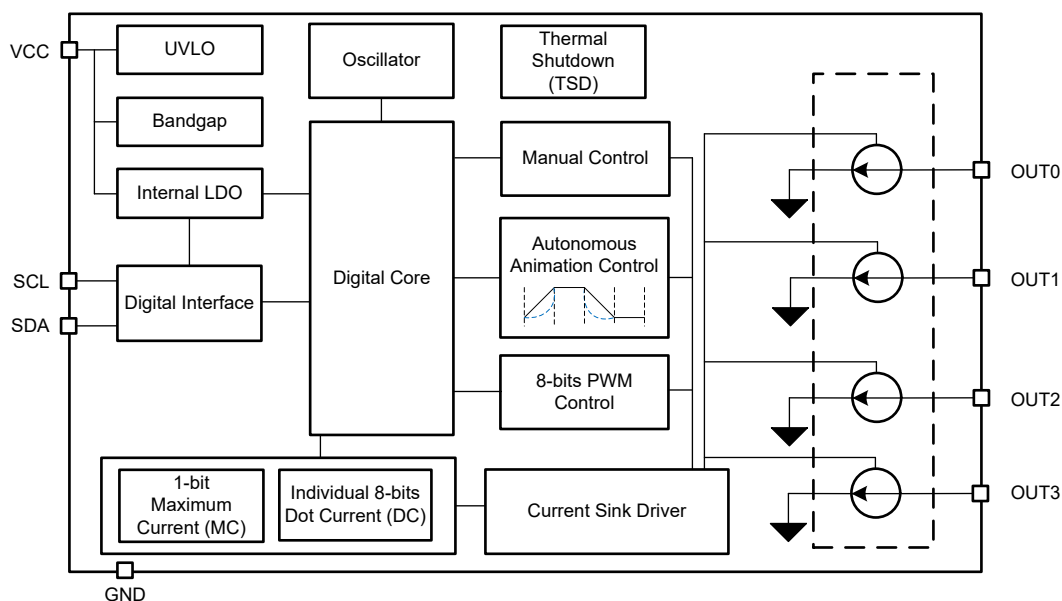 VCC
UVLO
Bandgap
Internal LDO
SCL
SDA
Digital Interface
Oscillator
Digital Core
Thermal
Shutdown
(TSD)
Manual Control
Autonomous
Animation Control
8-bits PWM
Control
1-bit
Maximum
Current (MC)
Individual 8-bits
Dot Current (DC)
Current Sink Driver
OUT0
OUT1
OUT2
OUT3
GND